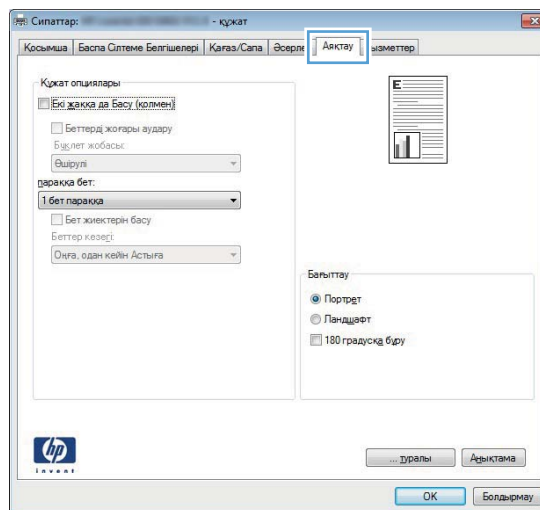 Сипаттар: - құжат
Қосымша Баспа Сілтеме Белгішелері Қағаз/Сапа Әсерле Аяқтау ызметтер
Құжат опциялары
Екі жаққа да Басу (қолмен)
Беттерді жоғары аудару
Буклет жобасы:
Өшірулі
параққа бет:
1 бет параққа
Бет жиектерін басу
Беттер кезегі:
Оңға, одан кейін Астыға
E
Бағыттау
Портрет
Ландшафт
180 градусқа бұру
hp
invent
... туралы Анықтама
OK Болдырмау